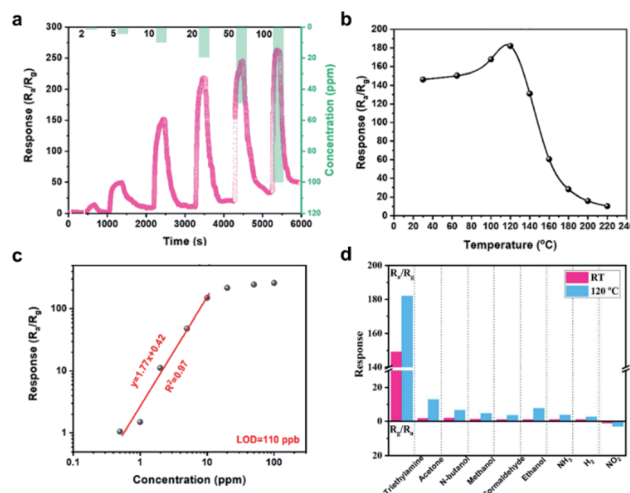 a
2 5 10 20 50 100
300
250
200
150
100
50
0
Response (Ra/Rg)
0 1000 2000 3000 4000 5000 6000
Time (s)
0
20
40
60
80
100
120
Concentration (ppm)
b
200
180
160
140
120
100
80
60
40
20
0
Response (Ra/Rg)
0 20 40 60 80 100 120 140 160 180 200 220 240
Temperature (°C)
c
100
10
1
Response (Ra/Rg)
y=1.77x+0.42
R²=0.97
LOD=110 ppb
0.1 1 10 100
Concentration (ppm)
d
200
180
160
140
20
0
Response
Ra/Rg
Rg/Ra
RT
120 °C
Triethylamine
Acetone
N-butanol
Methanol
Formaldehyde
Ethanol
NH3
H2
NO2